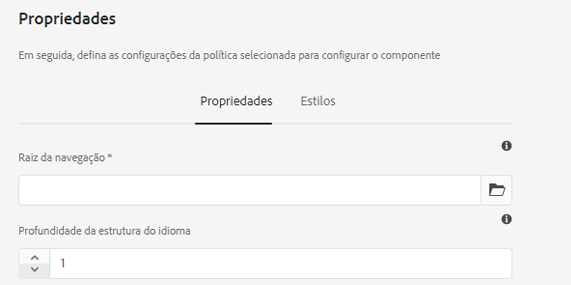 Propriedades
Em seguida, defina as configurações da política selecionada para configurar o componente
Propriedades Estilos
Raiz da navegação *
Profundidade da estrutura do idioma
1